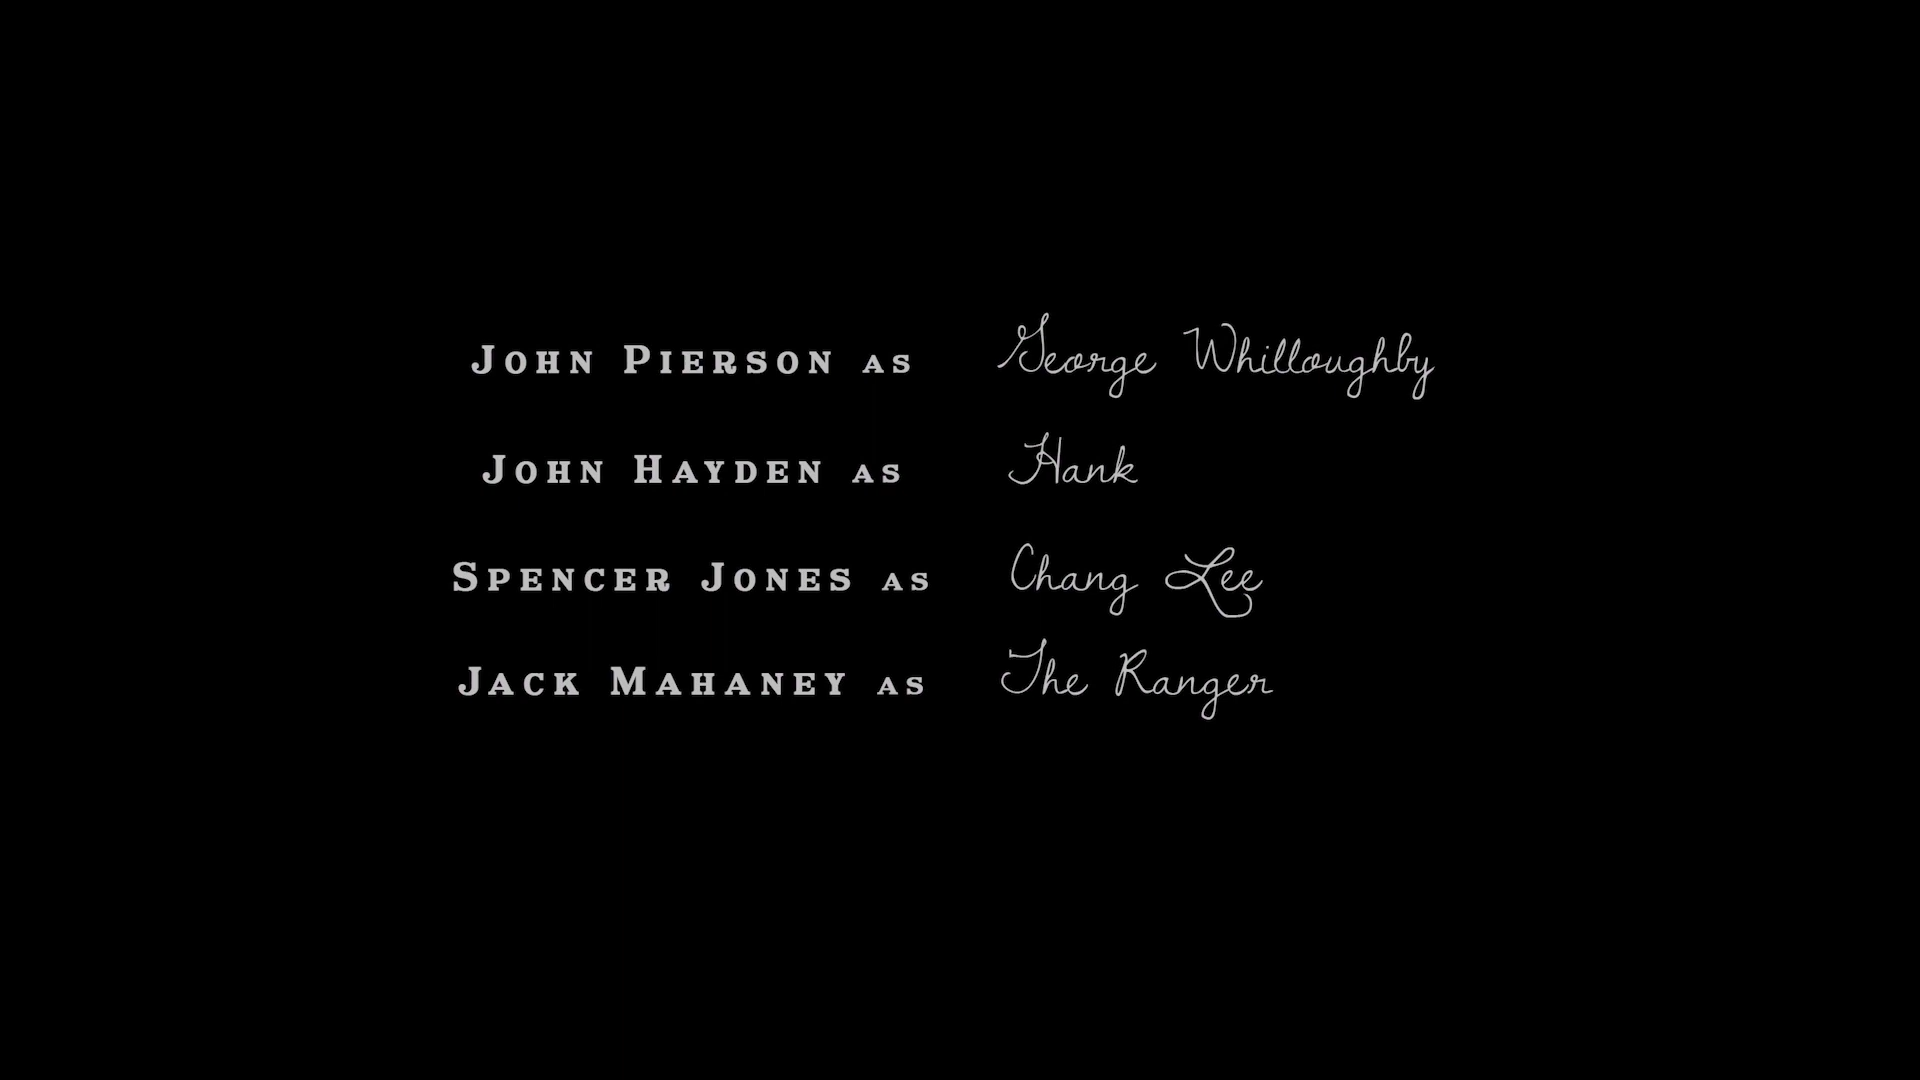 John Pierson as George Whilloughby
John Hayden as Hank
Spencer Jones as Chang Lee
Jack Mahaney as The Ranger